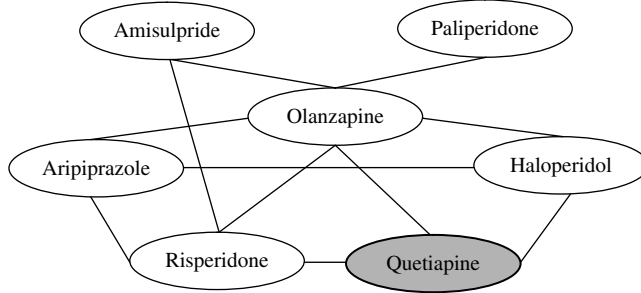 Amisulpride
Paliperidone
Olanzapine
Aripiprazole
Haloperidol
Risperidone
Quetiapine